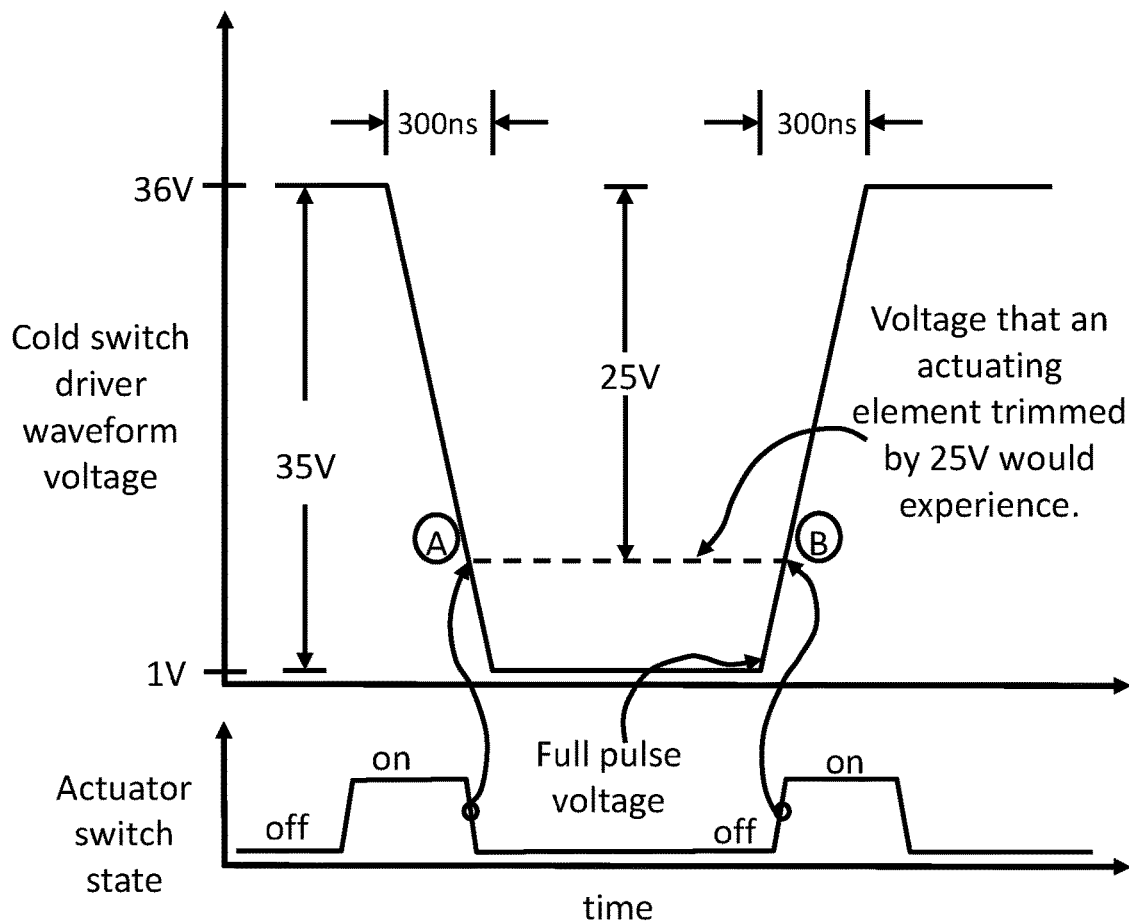 300ns
300ns
36V
Cold switch
driver
waveform
voltage
35V
25V
Voltage that an
actuating
element trimmed
by 25V would
experience.
A
B
1V
Full pulse
voltage
Actuator
switch
state
off
on
off
on
time